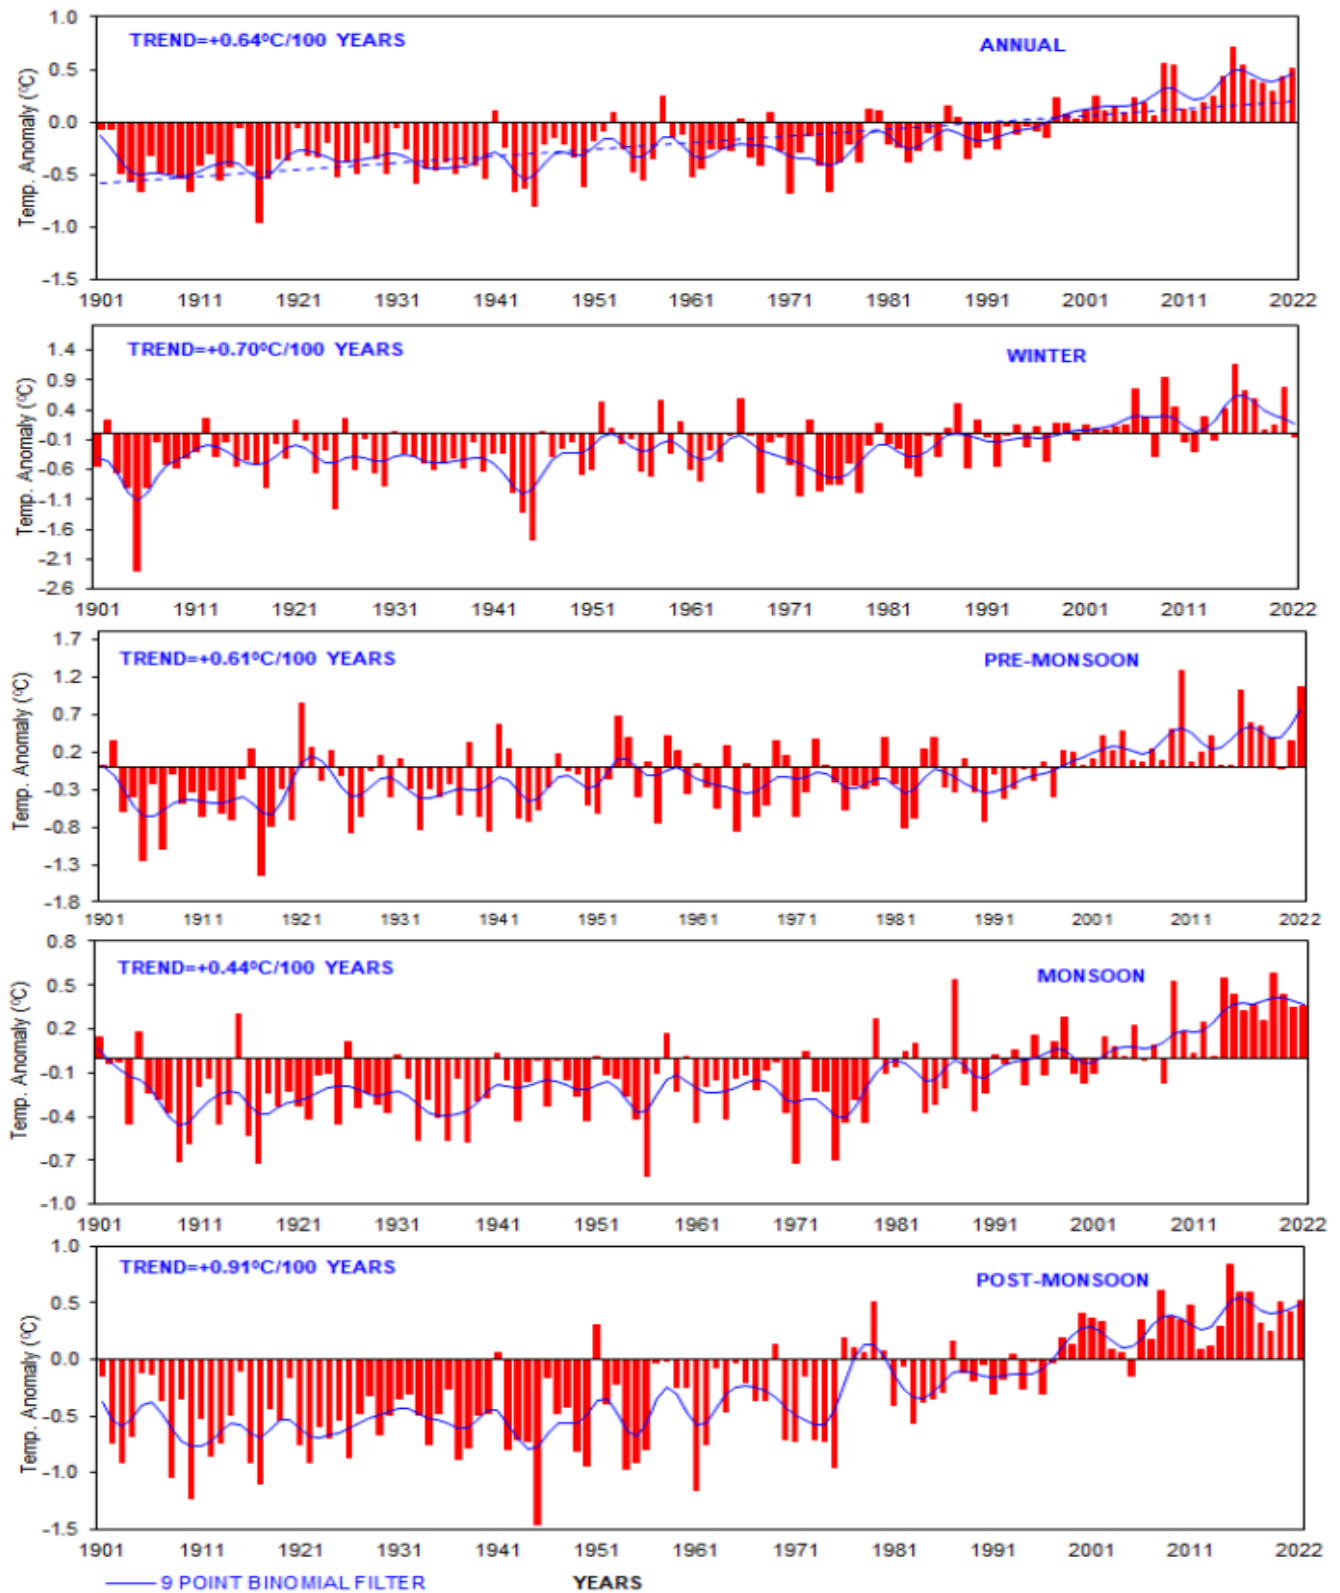 TREND=+0.64ºC/100 YEARS
ANNUAL
Temp. Anomaly (ºC)
1.0
0.5
0.0
-0.5
-1.0
-1.5
1901 1911 1921 1931 1941 1951 1961 1971 1981 1991 2001 2011 2022
TREND=+0.70ºC/100 YEARS
WINTER
Temp. Anomaly (ºC)
1.4
0.9
0.4
-0.1
-0.6
-1.1
-1.6
-2.1
-2.6
1901 1911 1921 1931 1941 1951 1961 1971 1981 1991 2001 2011 2022
TREND=+0.61ºC/100 YEARS
PRE-MONSOON
Temp. Anomaly (ºC)
1.7
1.2
0.7
0.2
-0.3
-0.8
-1.3
-1.8
1901 1911 1921 1931 1941 1951 1961 1971 1981 1991 2001 2011 2022
TREND=+0.44ºC/100 YEARS
MONSOON
Temp. Anomaly (ºC)
0.8
0.5
0.2
-0.1
-0.4
-0.7
-1.0
1901 1911 1921 1931 1941 1951 1961 1971 1981 1991 2001 2011 2022
TREND=+0.91ºC/100 YEARS
POST-MONSOON
Temp. Anomaly (ºC)
1.0
0.5
0.0
-0.5
-1.0
-1.5
1901 1911 1921 1931 1941 1951 1961 1971 1981 1991 2001 2011 2022
9 POINT BINOMIAL FILTER
YEARS